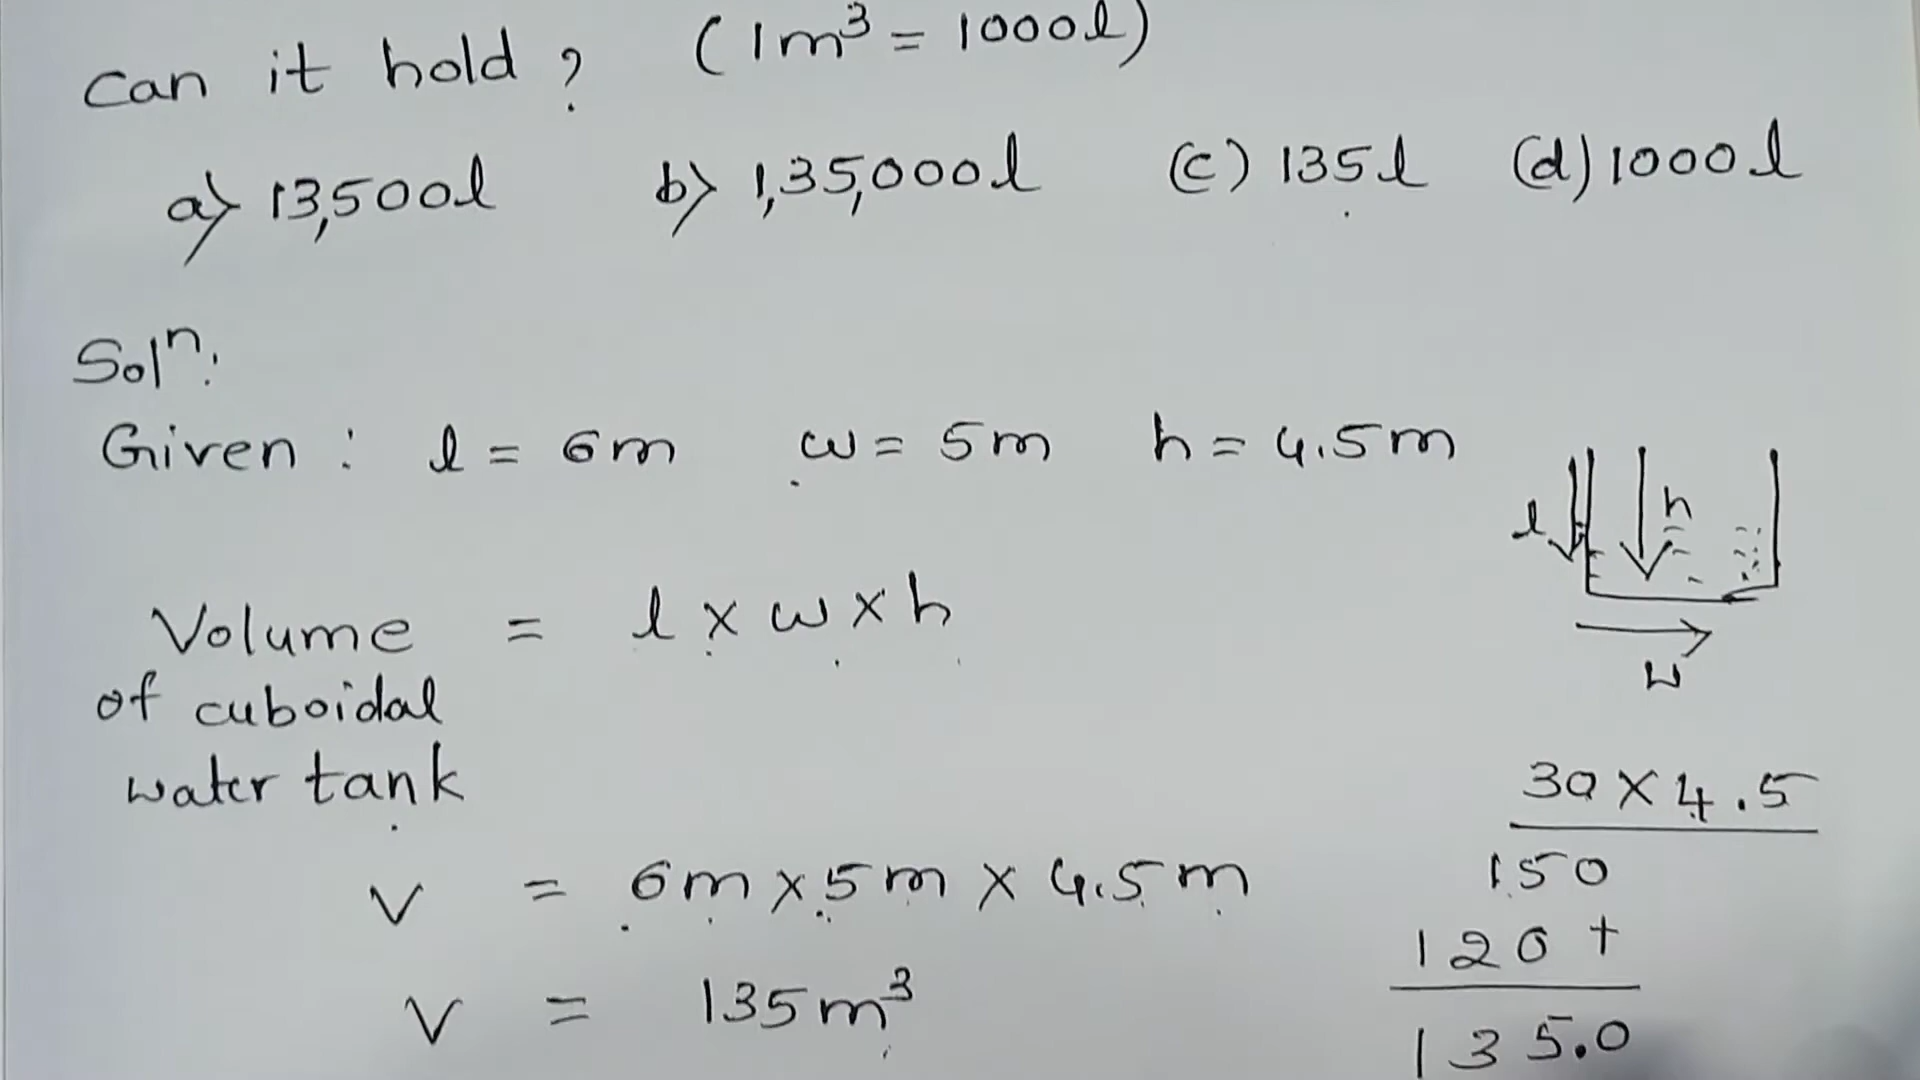 can it hold ? (1m³ = 1000l)
a) 13,500l b) 1,35,000l (c) 135l (d) 1000l
Solⁿ:
Given : l = 6m w = 5m h = 4.5m
l h
w
Volume = l x w x h
of cuboidal
water tank
30 x 4.5
V = 6m x 5m x 4.5m
150
120 +
V = 135m³
135.0